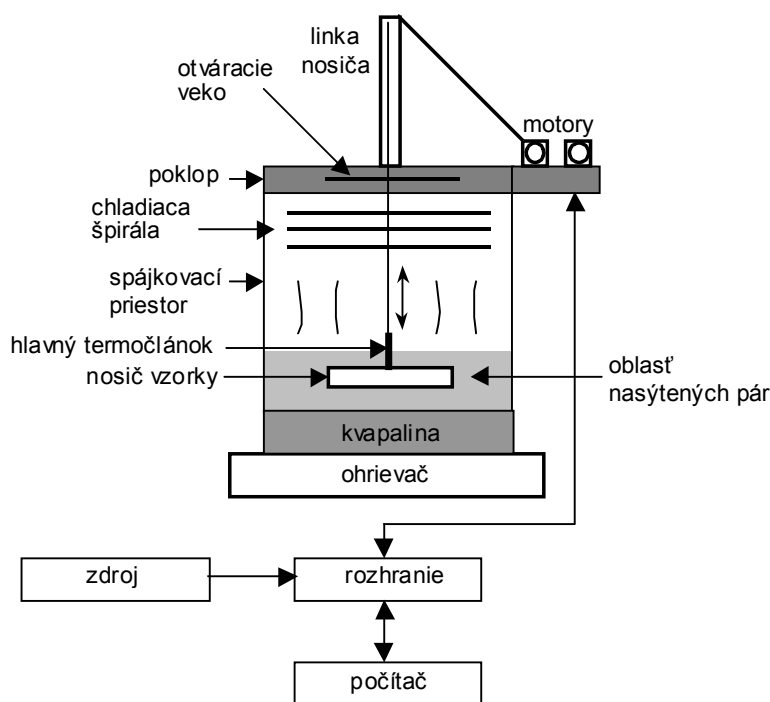 linka
nosiča
otváracie
veko
motory
poklop
chladiaca
špirála
spájkovací
priestor
hlavný termočlánok
nosič vzorky
oblasť
nasýtených pár
kvapalina
ohrievač
zdroj
rozhranie
počítač